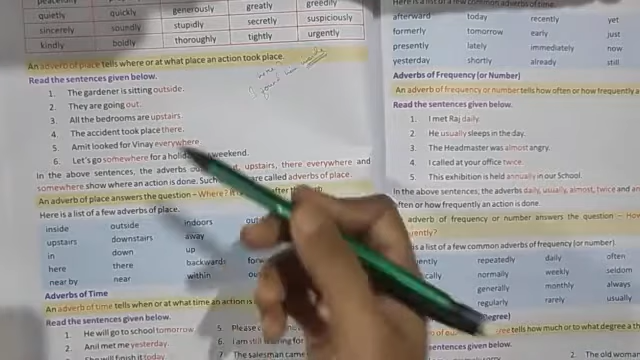 quietly quickly generously greatly greedily
sincerely soundly stupidly secretly suspiciously
kindly boldly thoroughly tightly urgently
An adverb of place tells where or at what place an action took place.
Read the sentences given below.
1. The gardener is sitting outside.
2. They are going out.
3. All the bedrooms are upstairs.
4. The accident took place there.
5. Amit looked for Vinay everywhere.
6. Let's go somewhere for a holiday weekend.
In the above sentences, the adverbs upstairs, there everywhere and
somewhere show where an action is done. Such are called adverbs of place.
An adverb of place answers the question – Where?
Here is a list of a few adverbs of place.
inside outside indoors
upstairs downstairs away
in down up
here there backwards
near by near within
Adverbs of Time
An adverb of time tells when or at what time an action is
Read the sentences given below.
1. He will go to school tomorrow.
2. Anil met me yesterday.
finish it today.
5. Please
6. I am still
7. The salesman came
Here is a list of a few common adverbs of time.
afterward today recently yet
formerly tomorrow early just
presently lately immediately now
yesterday shortly already still
Adverbs of Frequency (or Number)
An adverb of frequency or number tells how often or how frequently an
Read the sentences given below.
1. I met Raj daily.
2. He usually sleeps in the day.
3. The Headmaster was almost angry.
4. I called at your office twice.
5. This exhibition is held annually in our School.
In the above sentences, the adverbs daily, usually, almost, twice and
often or how frequently an action is done.
adverb of frequency or number answers the question –
is a list of a few common adverbs of frequency (or number).
repeatedly daily often
normally weekly seldom
generally monthly always
regularly rarely usually
Degree)
tells how much or to what degree a
2. The old woman